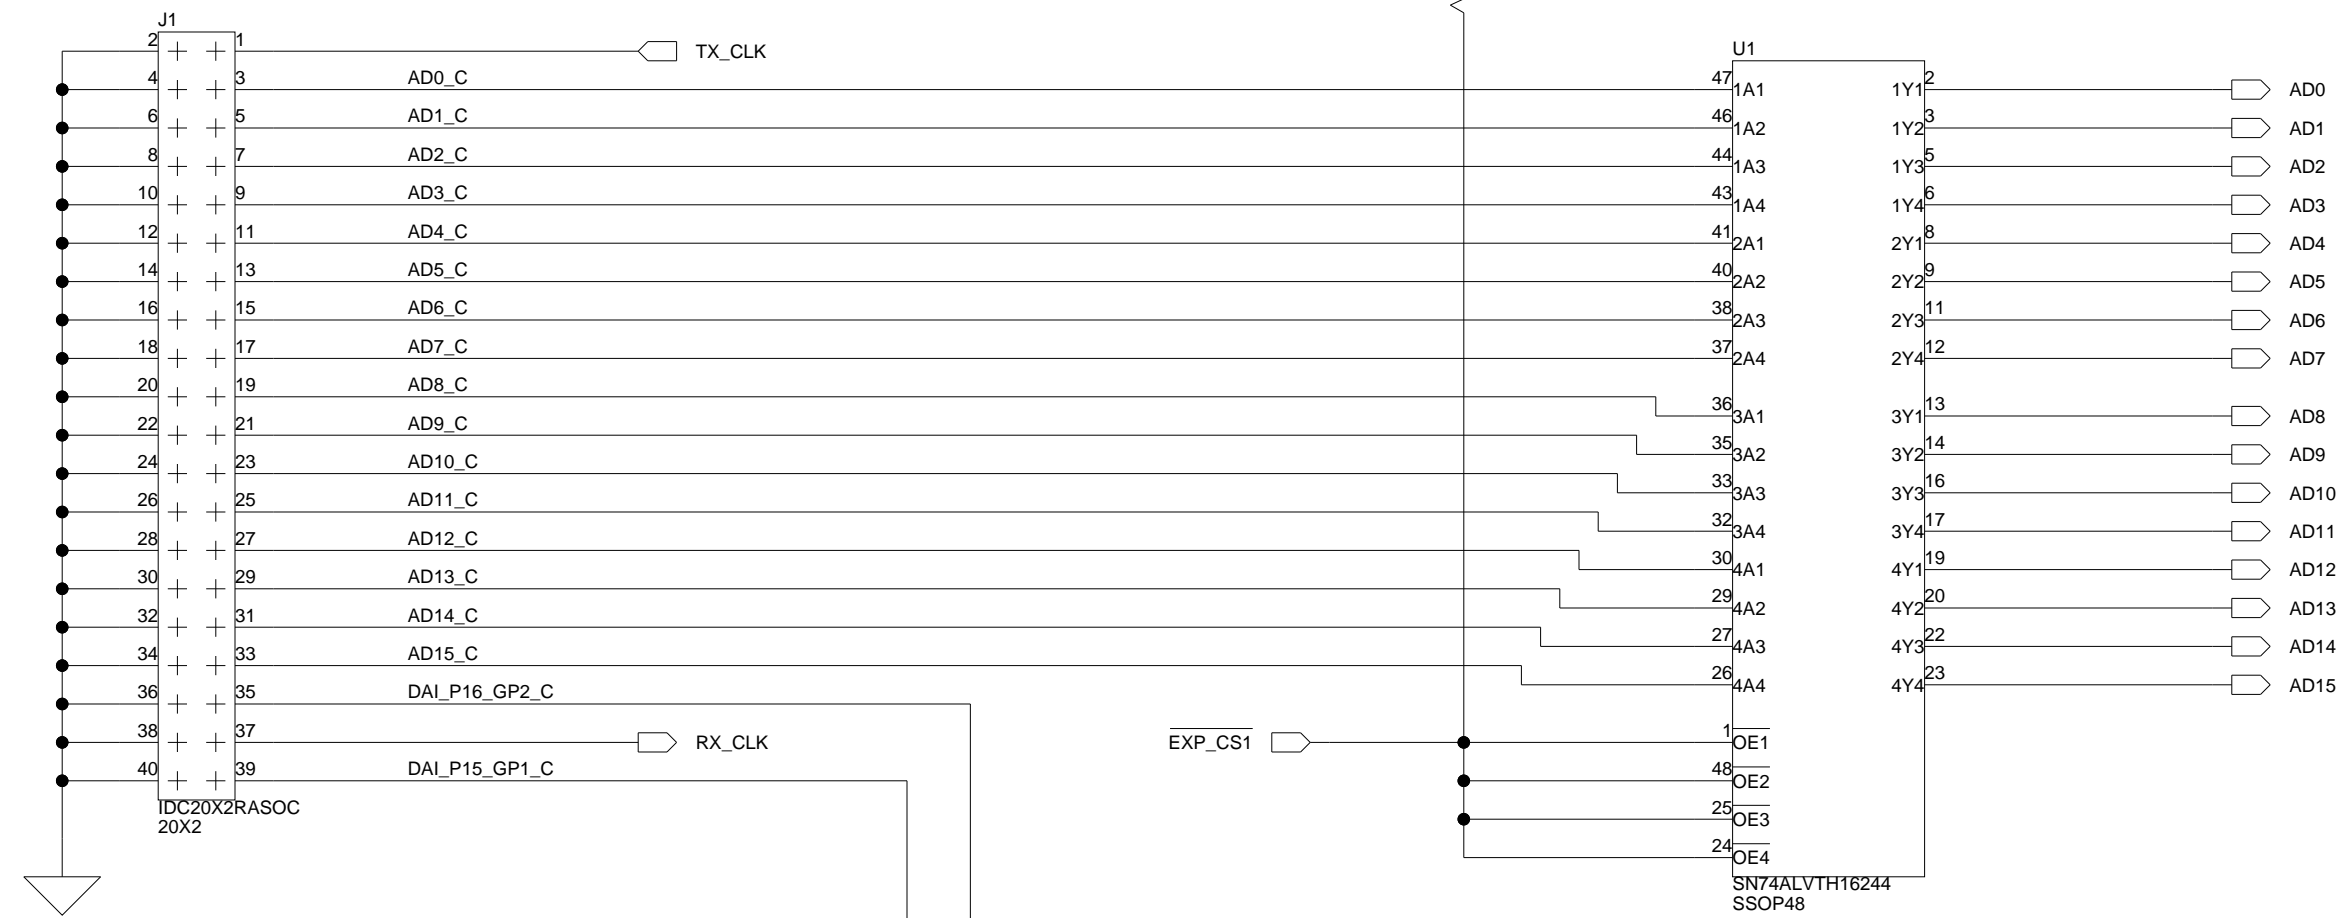 J1
2 1 TX_CLK
4 3 AD0_C
6 5 AD1_C
8 7 AD2_C
10 9 AD3_C
12 11 AD4_C
14 13 AD5_C
16 15 AD6_C
18 17 AD7_C
20 19 AD8_C
22 21 AD9_C
24 23 AD10_C
26 25 AD11_C
28 27 AD12_C
30 29 AD13_C
32 31 AD14_C
34 33 AD15_C
36 35 DAI_P16_GP2_C
38 37 RX_CLK
40 39 DAI_P15_GP1_C
IDC20X2RASOC
20X2
EXP_CS1
U1
47 1A1 1Y1 2 AD0
46 1A2 1Y2 3 AD1
44 1A3 1Y3 5 AD2
43 1A4 1Y4 6 AD3
41 2A1 2Y1 8 AD4
40 2A2 2Y2 9 AD5
38 2A3 2Y3 11 AD6
37 2A4 2Y4 12 AD7
36 3A1 3Y1 13 AD8
35 3A2 3Y2 14 AD9
33 3A3 3Y3 16 AD10
32 3A4 3Y4 17 AD11
30 4A1 4Y1 19 AD12
29 4A2 4Y2 20 AD13
27 4A3 4Y3 22 AD14
26 4A4 4Y4 23 AD15
1 OE1
48 OE2
25 OE3
24 OE4
SN74ALVTH16244
SSOP48